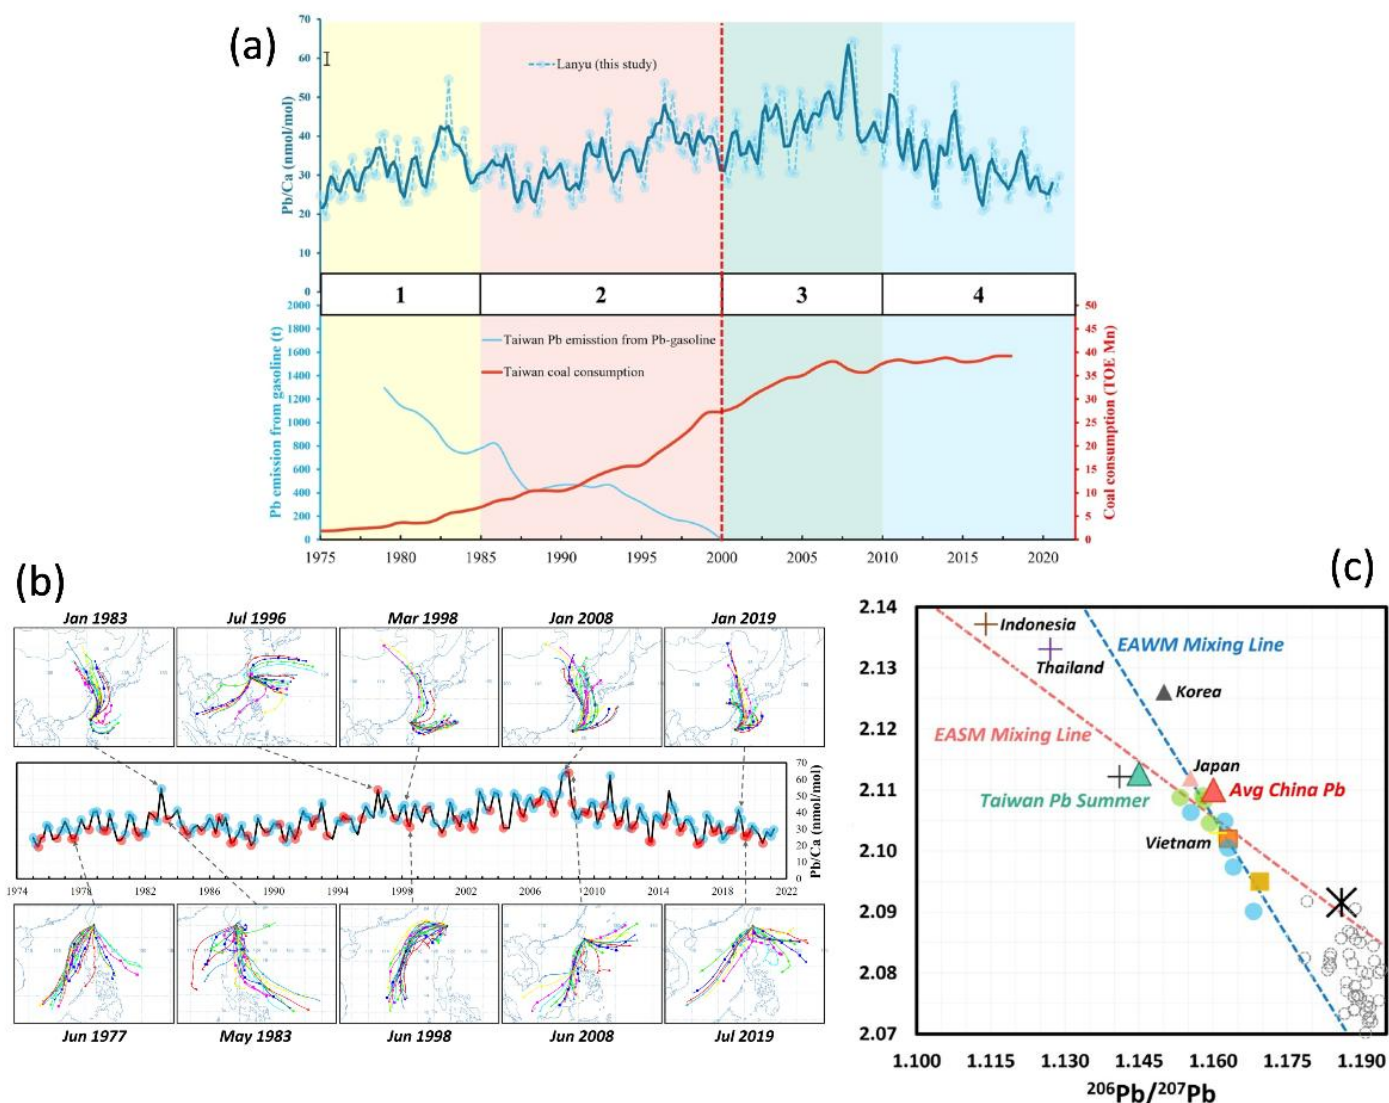 (a)
70
60
50
40
30
20
10
0
Pb/Ca (nmol/mol)
Lanyu (this study)
1 2 3 4
2000
1800
1600
1400
1200
1000
800
600
400
200
0
Pb emission from gasoline (t)
Taiwan Pb emisstion from Pb-gasoline
Taiwan coal consumption
50
45
40
35
30
25
20
15
10
5
0
Coal consumption (TOE Mn)
1975 1980 1985 1990 1995 2000 2005 2010 2015 2020
(b)
Jan 1983 Jul 1996 Mar 1998 Jan 2008 Jan 2019
70
60
50
40
30
20
10
0
Pb/Ca (nmol/mol)
1974 1978 1982 1986 1990 1994 1998 2002 2006 2010 2014 2018 2022
Jun 1977 May 1983 Jun 1998 Jun 2008 Jul 2019
(c)
2.14
2.13
2.12
2.11
2.10
2.09
2.08
2.07
Indonesia
Thailand
EAWM Mixing Line
Korea
EASM Mixing Line
Japan
Avg China Pb
Taiwan Pb Summer
Vietnam
1.100 1.115 1.130 1.145 1.160 1.175 1.190
²⁰⁶Pb/²⁰⁷Pb